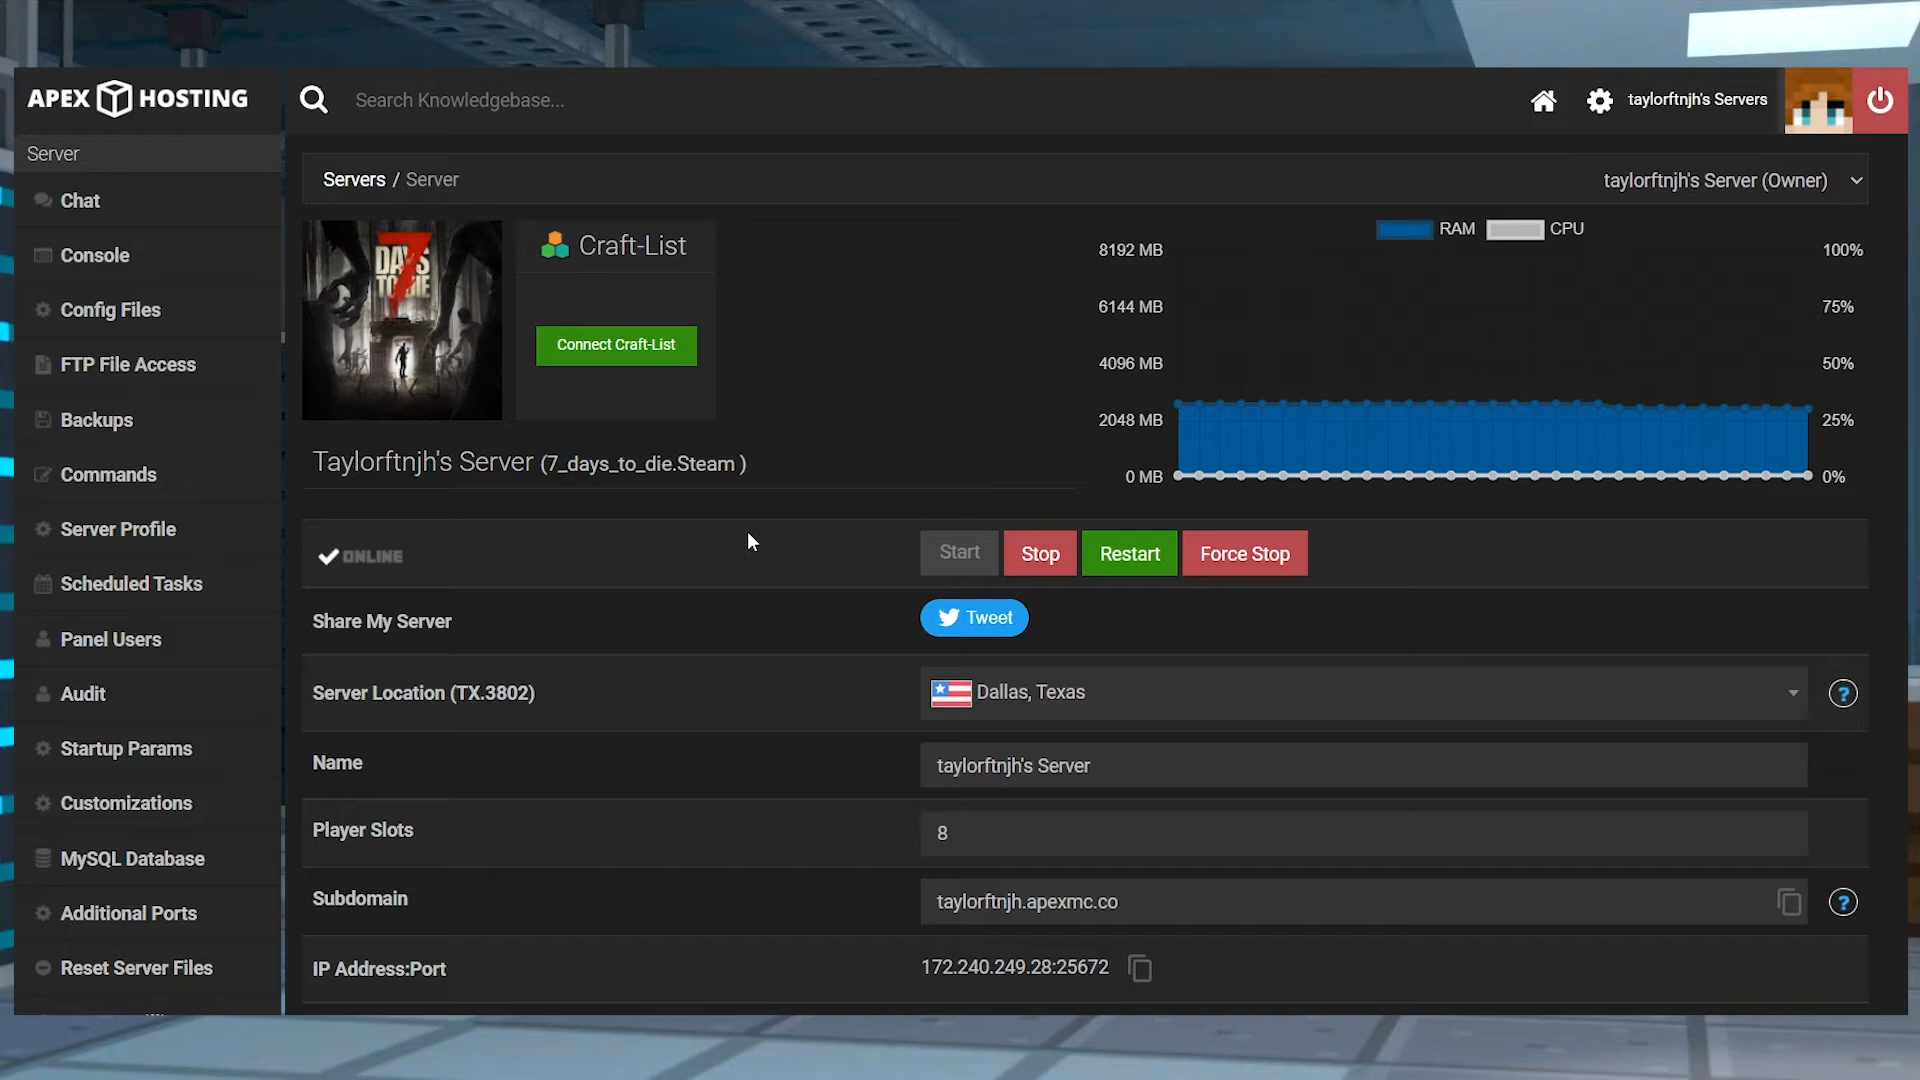 APEX HOSTING
Search Knowledgebase...
taylorftnjh's Servers
Server
Chat
Console
Config Files
FTP File Access
Backups
Commands
Server Profile
Scheduled Tasks
Panel Users
Audit
Startup Params
Customizations
MySQL Database
Additional Ports
Reset Server Files
Servers / Server
taylorftnjh's Server (Owner)
7
DAYS
TO DIE
Craft-List
Connect Craft-List
RAM CPU
8192 MB 100%
6144 MB 75%
4096 MB 50%
2048 MB 25%
0 MB 0%
Taylorftnjh's Server (7_days_to_die.Steam )
ONLINE
Start Stop Restart Force Stop
Share My Server Tweet
Server Location (TX.3802) Dallas, Texas ?
Name taylorftnjh's Server
Player Slots 8
Subdomain taylorftnjh.apexmc.co ?
IP Address:Port 172.240.249.28:25672